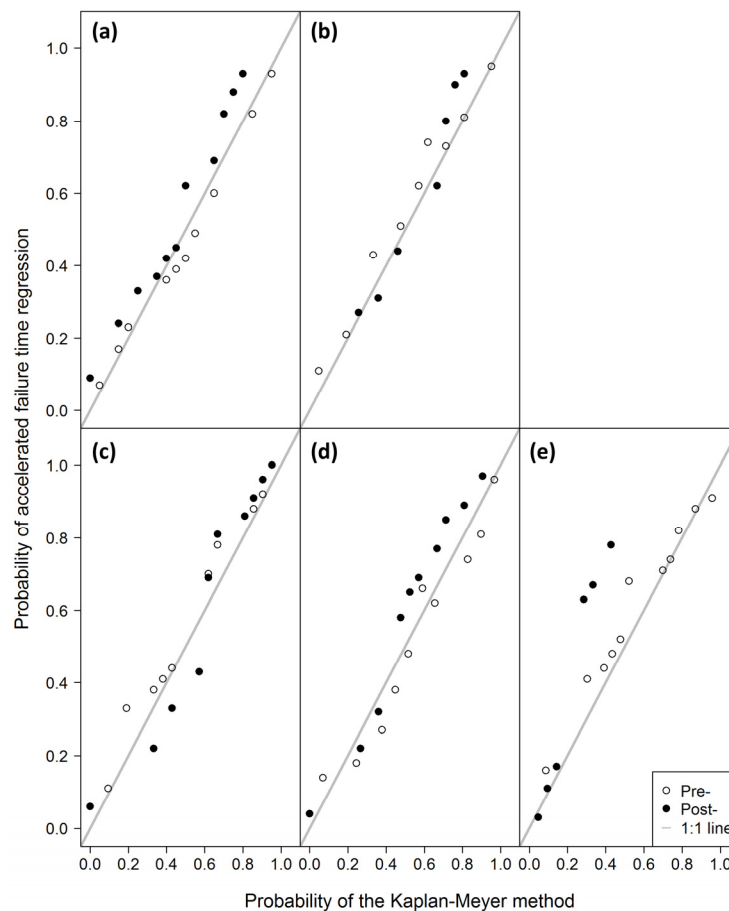 (a)
(b)
1.0
0.8
0.6
0.4
0.2
0.0
(c)
(d)
(e)
1.0
0.8
0.6
0.4
0.2
0.0
Probability of accelerated failure time regression
Pre-
Post-
1:1 line
0.0 0.2 0.4 0.6 0.8 1.0
0.0 0.2 0.4 0.6 0.8 1.0
0.0 0.2 0.4 0.6 0.8 1.0
Probability of the Kaplan-Meyer method